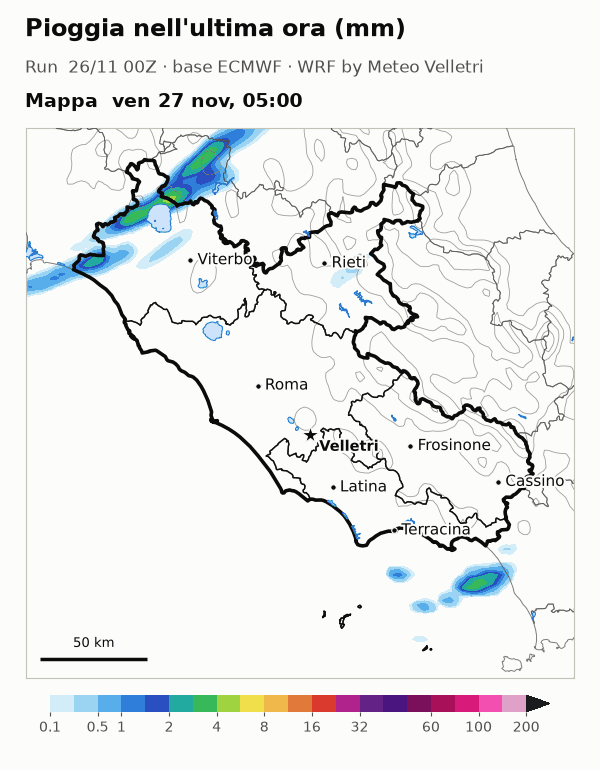 Pioggia nell'ultima ora (mm)
Run  26/11 00Z · base ECMWF · WRF by Meteo Velletri
Mappa  ven 27 nov, 05:00
Viterbo
Rieti
Roma
Velletri
Frosinone
Latina
Cassino
Terracina
50 km
0.1 0.5 1 2 4 8 16 32 60 100 200